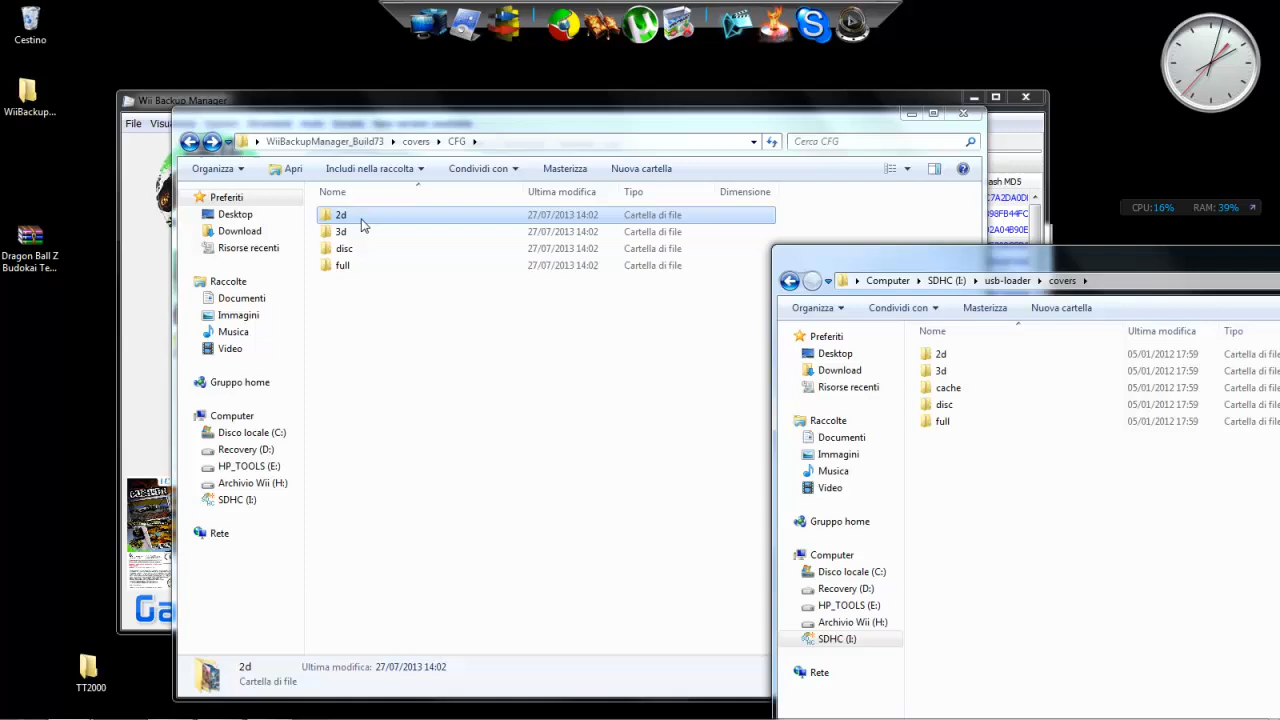 Cestino
WiiBackup...
Dragon Ball Z
Budokai Te...
TT2000
CPU:16% RAM:39%
Wii Backup Manager
File Visua
WiiBackupManager_Build73 covers CFG
Cerca CFG
Organizza Apri Includi nella raccolta Condividi con Masterizza Nuova cartella
Nome Ultima modifica Tipo Dimensione
Preferiti
Desktop
Download
Risorse recenti
Raccolte
Documenti
Immagini
Musica
Video
Gruppo home
Computer
Disco locale (C:)
Recovery (D:)
HP_TOOLS (E:)
Archivio Wii (H:)
SDHC (I:)
Rete
2d 27/07/2013 14:02 Cartella di file
3d 27/07/2013 14:02 Cartella di file
disc 27/07/2013 14:02 Cartella di file
full 27/07/2013 14:02 Cartella di file
2d Ultima modifica: 27/07/2013 14:02
Cartella di file
ash MD5
Ga
Computer SDHC (I:) usb-loader covers
Organizza Condividi con Masterizza Nuova cartella
Nome Ultima modifica Tipo
Preferiti
Desktop
Download
Risorse recenti
Raccolte
Documenti
Immagini
Musica
Video
Gruppo home
Computer
Disco locale (C:)
Recovery (D:)
HP_TOOLS (E:)
Archivio Wii (H:)
SDHC (I:)
Rete
2d 05/01/2012 17:59 Cartella di file
3d 05/01/2012 17:59 Cartella di file
cache 05/01/2012 17:59 Cartella di file
disc 05/01/2012 17:59 Cartella di file
full 05/01/2012 17:59 Cartella di file